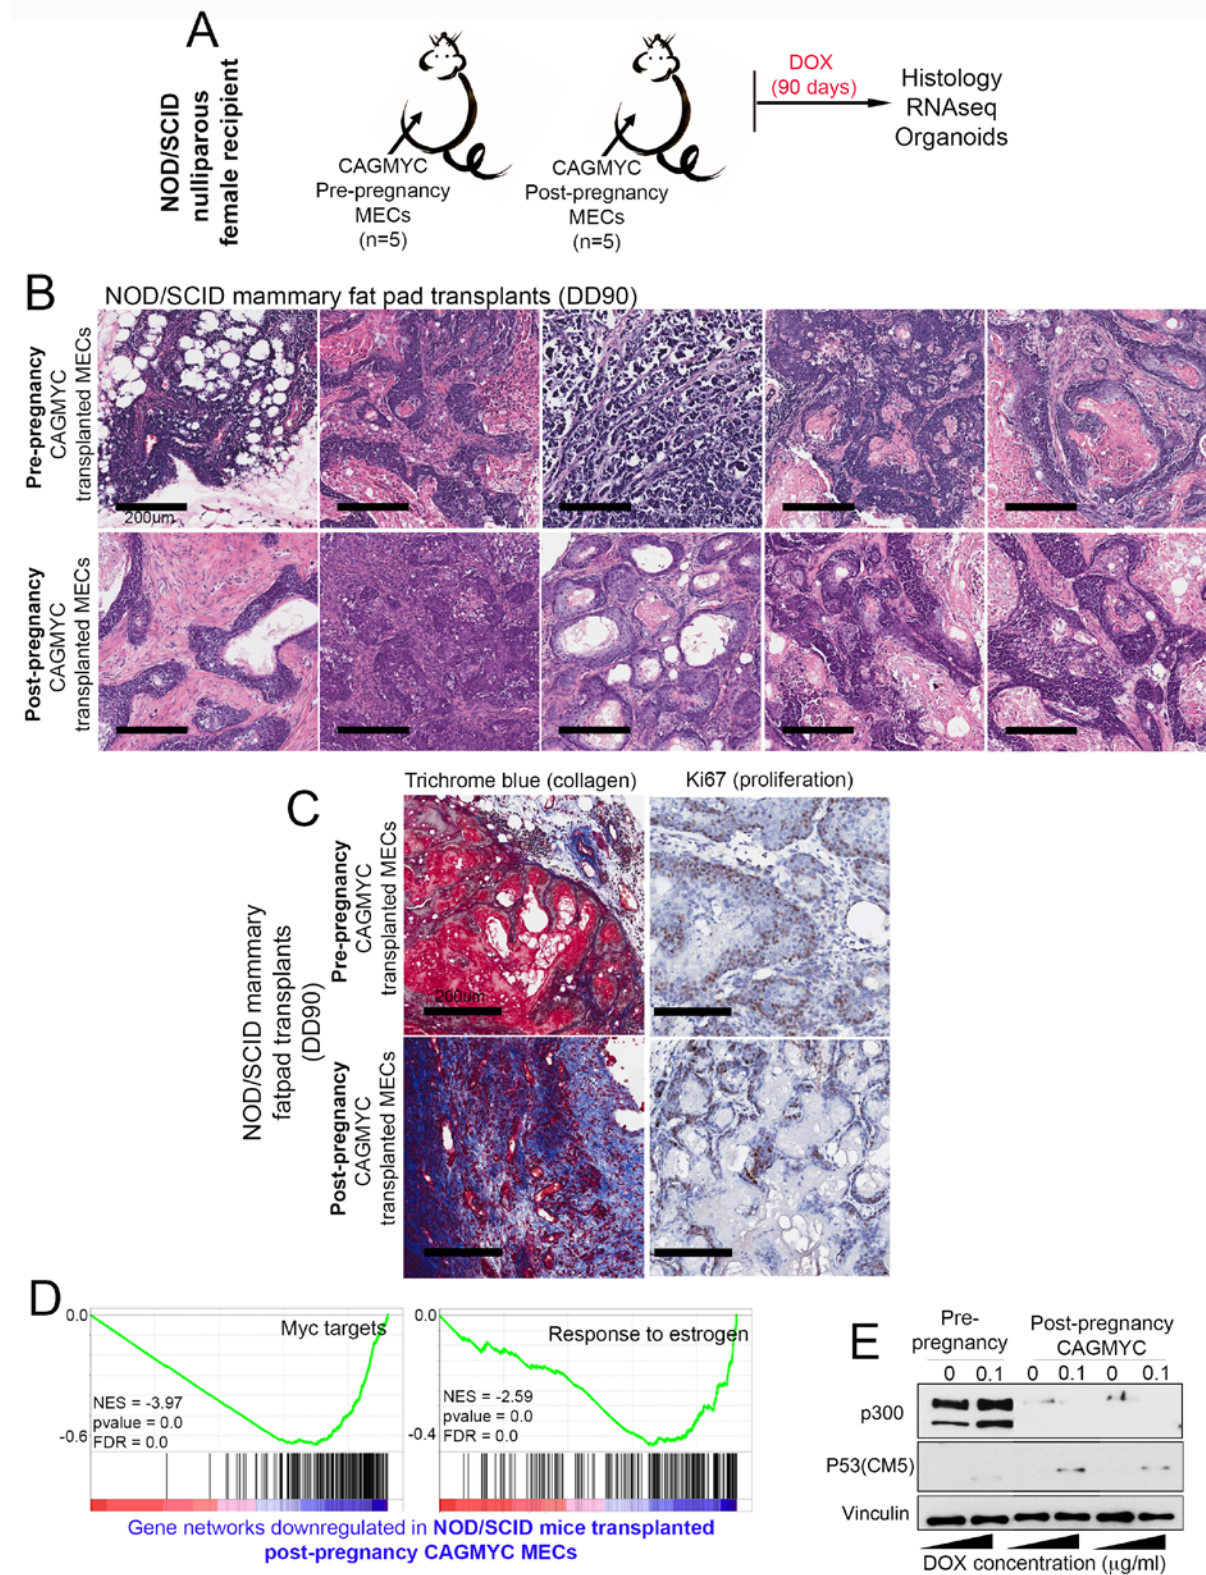 A
NOD/SCID
nulliparous
female recipient
CAGMYC
Pre-pregnancy
MECs
(n=5)
CAGMYC
Post-pregnancy
MECs
(n=5)
DOX
(90 days)
Histology
RNAseq
Organoids
B
NOD/SCID mammary fat pad transplants (DD90)
Pre-pregnancy
CAGMYC
transplanted MECs
200um
Post-pregnancy
CAGMYC
transplanted MECs
C
Trichrome blue (collagen)
Ki67 (proliferation)
NOD/SCID mammary
fatpad transplants
(DD90)
Pre-pregnancy
CAGMYC
transplanted MECs
200um
Post-pregnancy
CAGMYC
transplanted MECs
D
0.0
Myc targets
NES = -3.97
pvalue = 0.0
FDR = 0.0
-0.6
0.0
Response to estrogen
NES = -2.59
pvalue = 0.0
FDR = 0.0
-0.4
Gene networks downregulated in NOD/SCID mice transplanted
post-pregnancy CAGMYC MECs
E
Pre-
pregnancy
Post-pregnancy
CAGMYC
0 0.1 0 0.1 0 0.1
p300
P53(CM5)
Vinculin
DOX concentration (µg/ml)